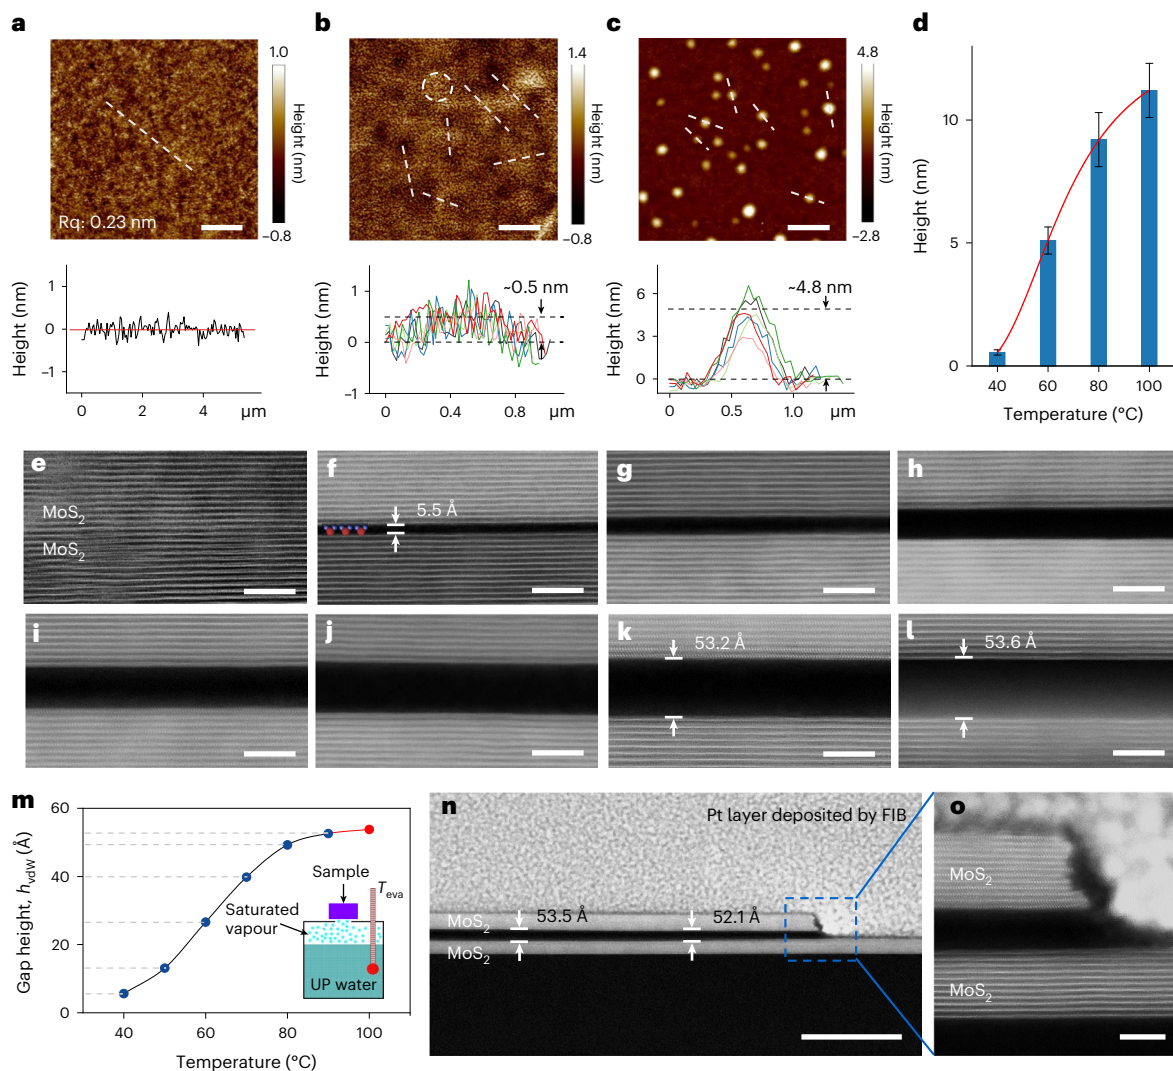 a
1.0
Height (nm)
Rq: 0.23 nm
−0.8
Height (nm)
1
0
−1
0
2
4
µm
b
1.4
Height (nm)
−0.8
Height (nm)
1
0
−1
~0.5 nm
0
0.4
0.8
µm
c
4.8
Height (nm)
−2.8
Height (nm)
6
3
0
~4.8 nm
0
0.5
1.0
µm
d
Height (nm)
10
5
0
40
60
80
100
Temperature (°C)
e
MoS2
MoS2
f
5.5 Å
g
h
i
j
k
53.2 Å
l
53.6 Å
m
Gap height, hvdW (Å)
60
40
20
0
40
60
80
100
Temperature (°C)
Sample
Teva
Saturated
vapour
UP water
n
Pt layer deposited by FIB
MoS2
53.5 Å
52.1 Å
MoS2
o
MoS2
MoS2